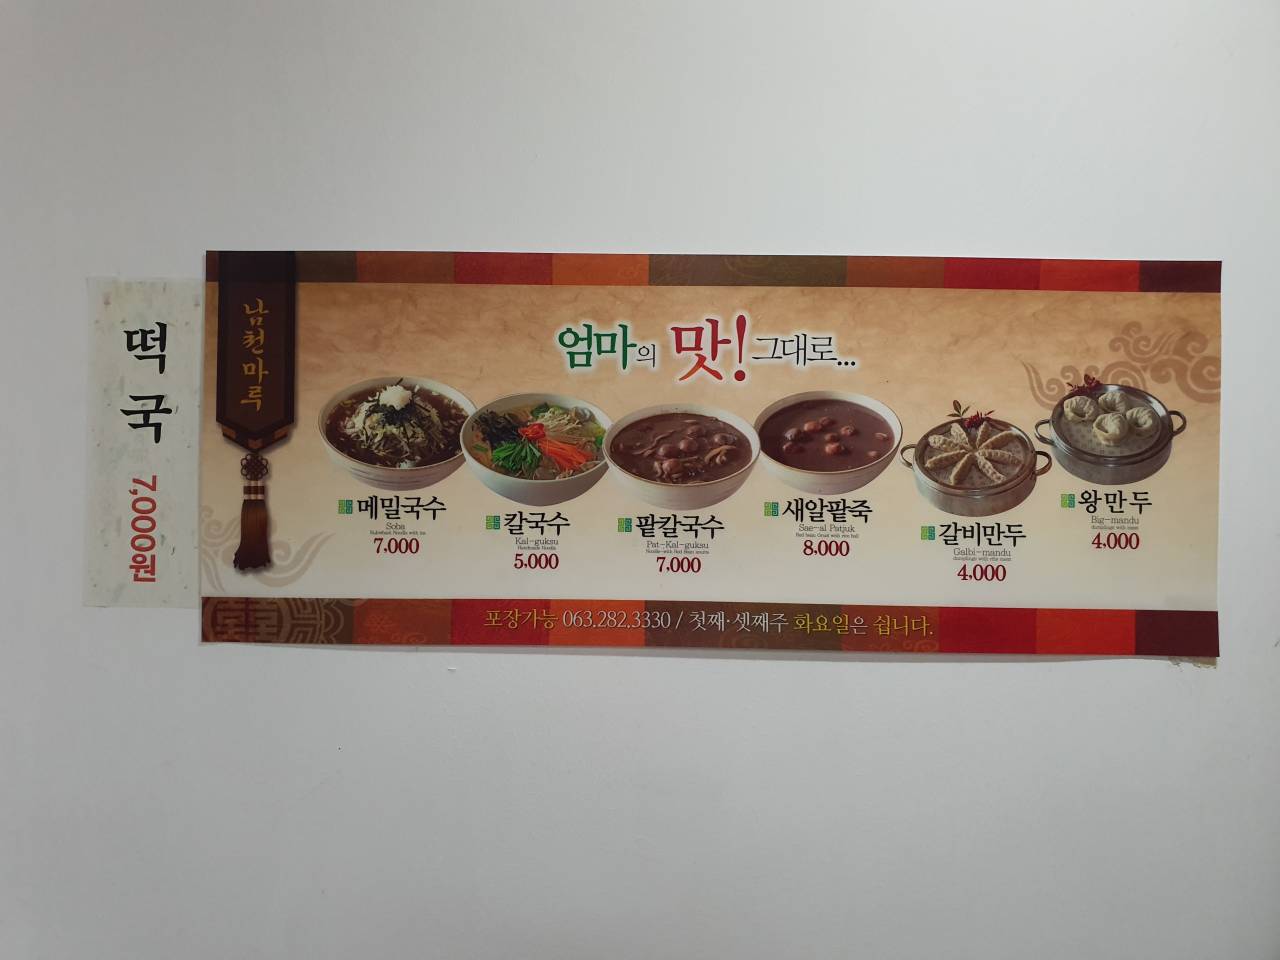 떡국 7,000원
남천마루
엄마의 맛! 그대로...
메밀국수
Soba
7,000
칼국수
Kal-guksu
Handmade Noodle
5,000
팥칼국수
Pat-Kal-guksu
7,000
새알팥죽
Sae-al Patjuk
8,000
갈비만두
Galbi-mandu
4,000
왕만두
Big-mandu
4,000
포장가능 063.282.3330 / 첫째·셋째주 화요일은 쉽니다.